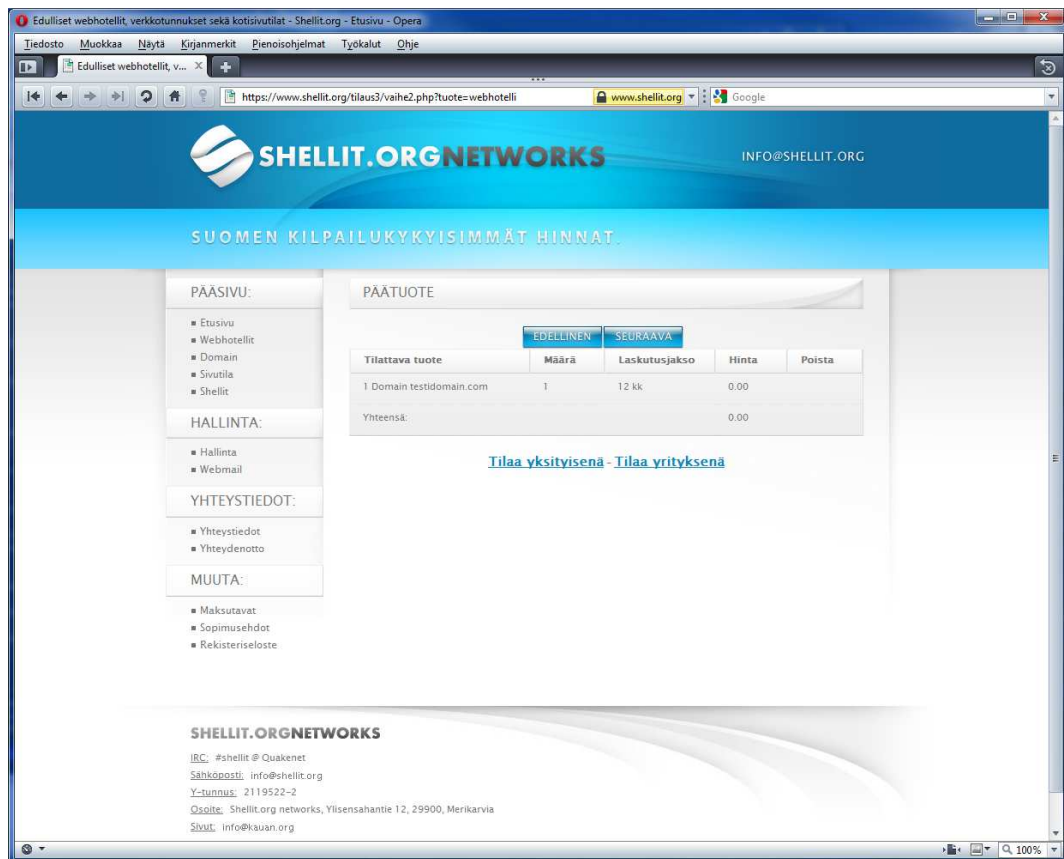 Edulliset webhotellit, verkkotunnukset sekä kotisivutilat - Shellit.org - Etusivu - Opera
Tiedosto Muokkaa Näytä Kirjanmerkit Pienoisohjelmat Työkalut Ohje
Edulliset webhotellit, v...
https://www.shellit.org/tilaus3/vaihe2.php?tuote=webhotelli www.shellit.org Google
SHELLIT.ORGNETWORKS
INFO@SHELLIT.ORG
SUOMEN KILPAILUKYKYISIMMÄT HINNAT.
PÄÄSIVU:
Etusivu
Webhotellit
Domain
Sivutila
Shellit
HALLINTA:
Hallinta
Webmail
YHTEYSTIEDOT:
Yhteystiedot
Yhteydenotto
MUUTA:
Maksutavat
Sopimusehdot
Rekisteriseloste
PÄÄTUOTE
EDELLINEN SEURAAVA
Tilattava tuote Määrä Laskutusjakso Hinta Poista
1 Domain testidomain.com 1 12 kk 0.00
Yhteensä: 0.00
Tilaa yksityisenä - Tilaa yrityksenä
SHELLIT.ORGNETWORKS
IRC: #shellit @ Quakenet
Sähköposti: info@shellit.org
Y-tunnus: 2119522-2
Osoite: Shellit.org networks, Ylisensahantie 12, 29900, Merikarvia
Sivut: info@kauan.org
100%